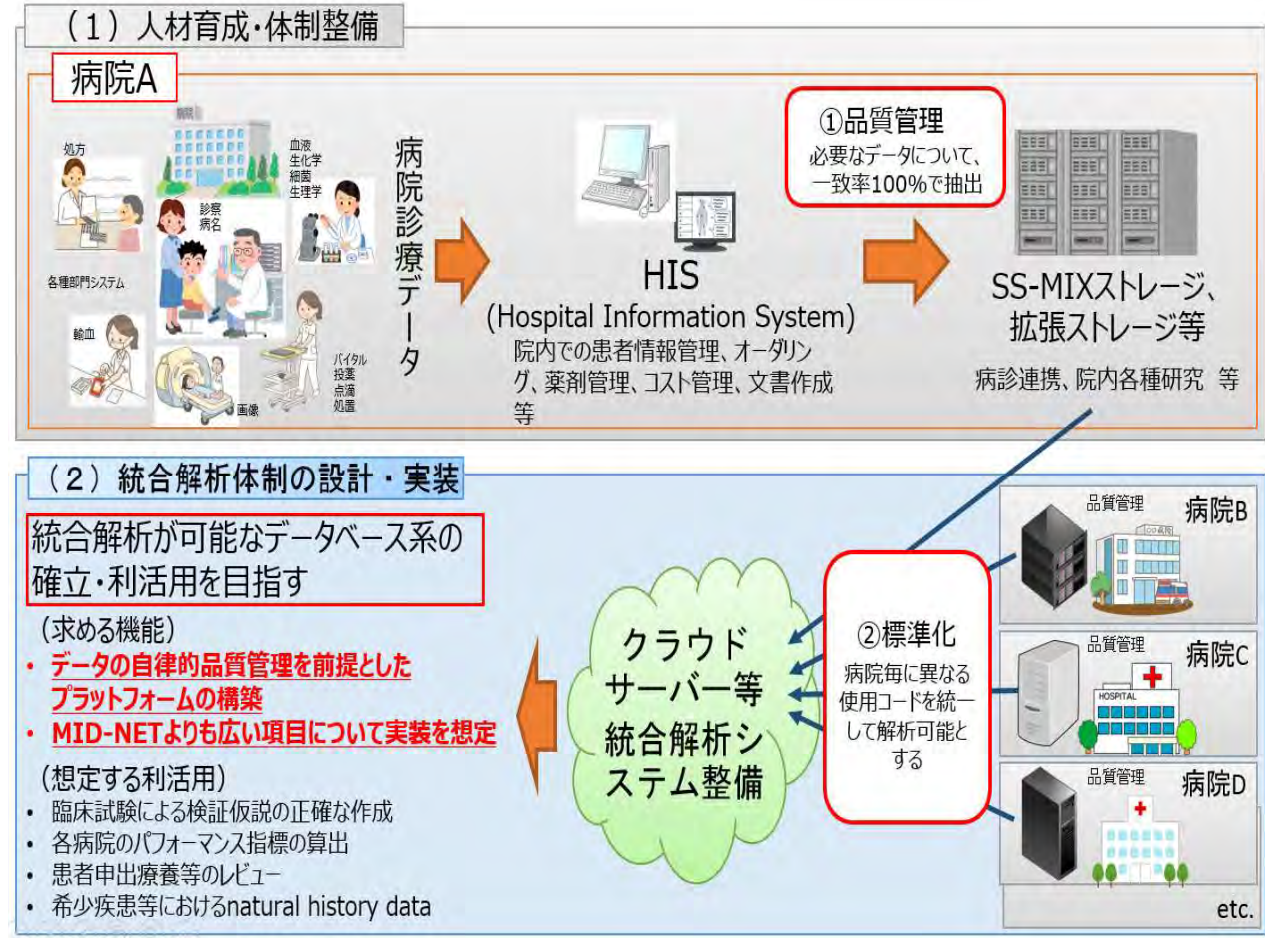 （1）人材育成・体制整備
病院A
病院
処方
血液
生化学
細菌
生理学
診察
病名
各種部門システム
輸血
バイタル
投薬
点滴
処置
画像
病院診療データ
HIS
(Hospital Information System)
院内での患者情報管理、オーダリン
グ、薬剤管理、コスト管理、文書作成
等
①品質管理
必要なデータについて、
一致率100%で抽出
SS-MIXストレージ、
拡張ストレージ等
病診連携、院内各種研究 等
（2）統合解析体制の設計・実装
統合解析が可能なデータベース系の
確立・利活用を目指す
（求める機能）
・ データの自律的品質管理を前提とした
プラットフォームの構築
・ MID-NETよりも広い項目について実装を想定
（想定する利活用）
・ 臨床試験による検証仮説の正確な作成
・ 各病院のパフォーマンス指標の算出
・ 患者申出療養等のレビュー
・ 希少疾患等におけるnatural history data
クラウド
サーバー等
統合解析シ
ステム整備
②標準化
病院毎に異なる
使用コードを統一
して解析可能と
する
品質管理
病院B
品質管理
病院C
HOSPITAL
品質管理
病院D
etc.